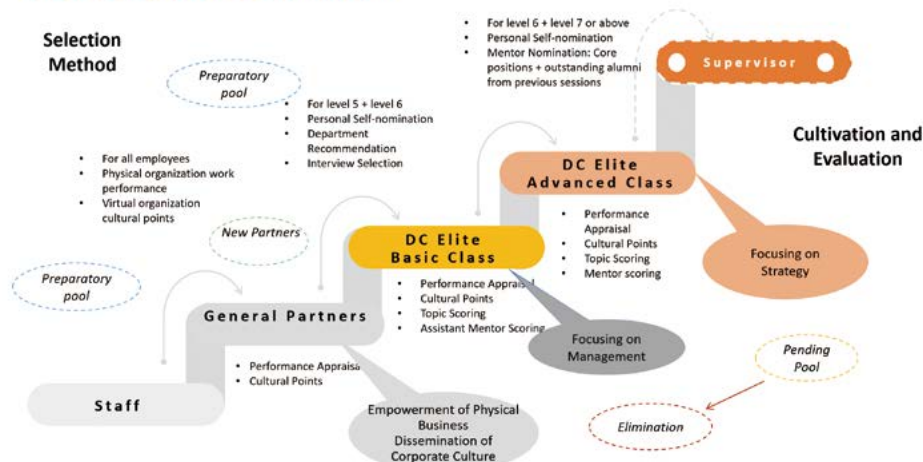 Selection
Method
• For level 6 + level 7 or above
• Personal Self-nomination
• Mentor Nomination: Core
positions + outstanding alumni
from previous sessions
Supervisor
Preparatory
pool
• For level 5 + level 6
• Personal Self-nomination
• Department
Recommendation
• Interview Selection
Cultivation and
Evaluation
• For all employees
• Physical organization work
performance
• Virtual organization
cultural points
DC Elite
Advanced Class
New Partners
DC Elite
Basic Class
• Performance
Appraisal
• Cultural Points
• Topic Scoring
• Mentor scoring
Focusing on
Strategy
Preparatory
pool
• Performance Appraisal
• Cultural Points
• Topic Scoring
• Assistant Mentor Scoring
General Partners
Focusing on
Management
Pending
Pool
• Performance Appraisa
• Cultural Points
Staff
Empowerment of Physical
Business
Dissemination of
Corporate Culture
Elimination